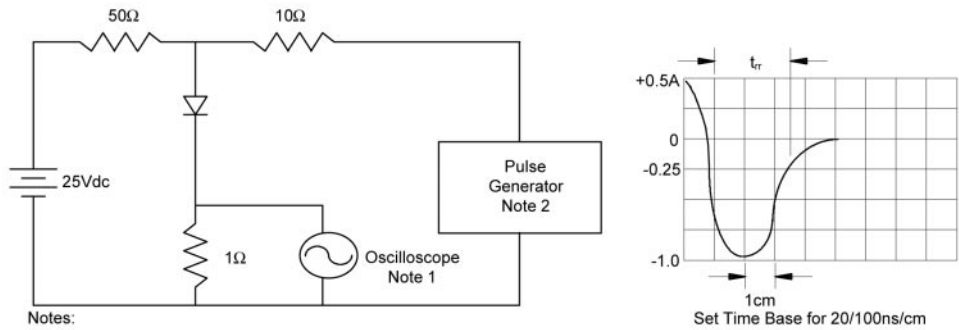 50Ω
10Ω
25Vdc
1Ω
Oscilloscope
Note 1
Pulse
Generator
Note 2
Notes:
trr
+0.5A
0
-0.25
-1.0
1cm
Set Time Base for 20/100ns/cm